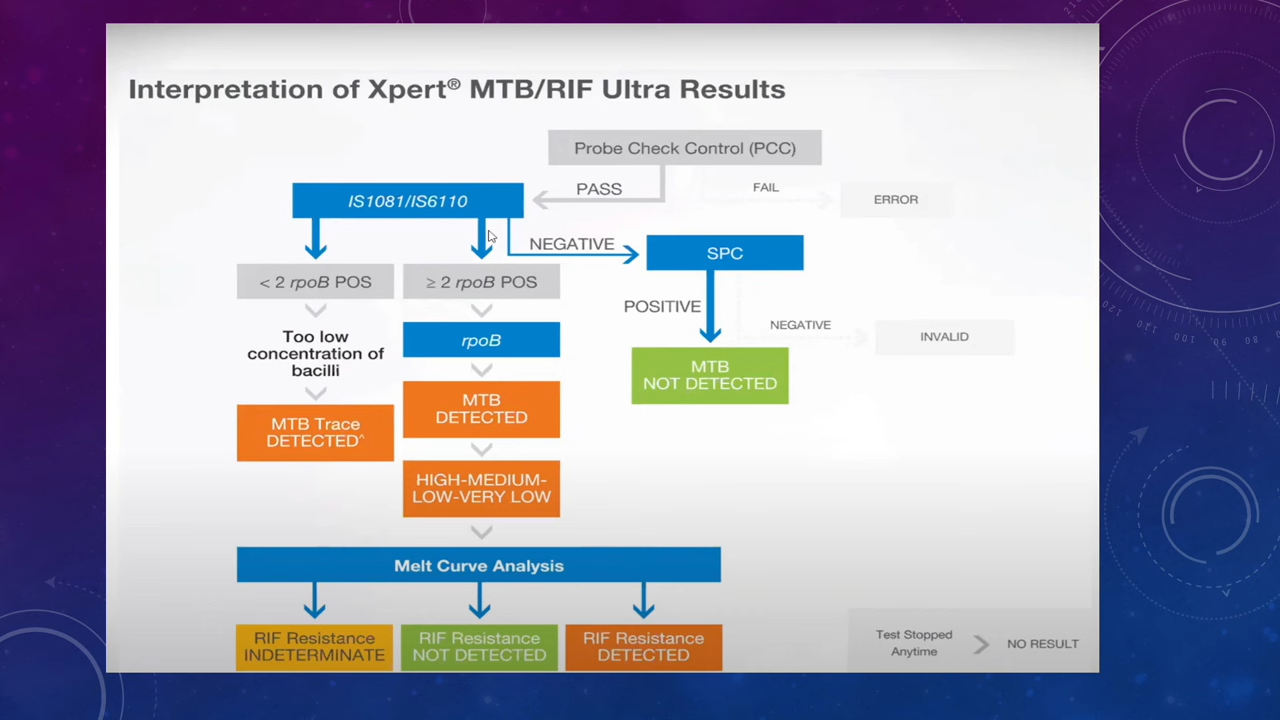 Interpretation of Xpert® MTB/RIF Ultra Results
Probe Check Control (PCC)
PASS
FAIL
ERROR
IS1081/IS6110
NEGATIVE
SPC
< 2 rpoB POS
≥ 2 rpoB POS
POSITIVE
NEGATIVE
INVALID
Too low
concentration of
bacilli
rpoB
MTB
NOT DETECTED
MTB Trace
DETECTED^
MTB
DETECTED
HIGH-MEDIUM-
LOW-VERY LOW
Melt Curve Analysis
RIF Resistance
INDETERMINATE
RIF Resistance
NOT DETECTED
RIF Resistance
DETECTED
Test Stopped
Anytime
NO RESULT